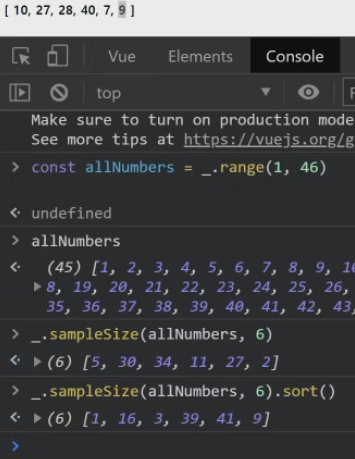 [ 10, 27, 28, 40, 7, 9 ]
Vue Elements Console
top
Make sure to turn on production mode
See more tips at https://vuejs.org/g
> const allNumbers = _.range(1, 46)
< undefined
> allNumbers
< (45) [1, 2, 3, 4, 5, 6, 7, 8, 9, 10
8, 19, 20, 21, 22, 23, 24, 25, 26,
35, 36, 37, 38, 39, 40, 41, 42, 43,
> _.sampleSize(allNumbers, 6)
< (6) [5, 30, 34, 11, 27, 2]
> _.sampleSize(allNumbers, 6).sort()
< (6) [1, 16, 3, 39, 41, 9]
>